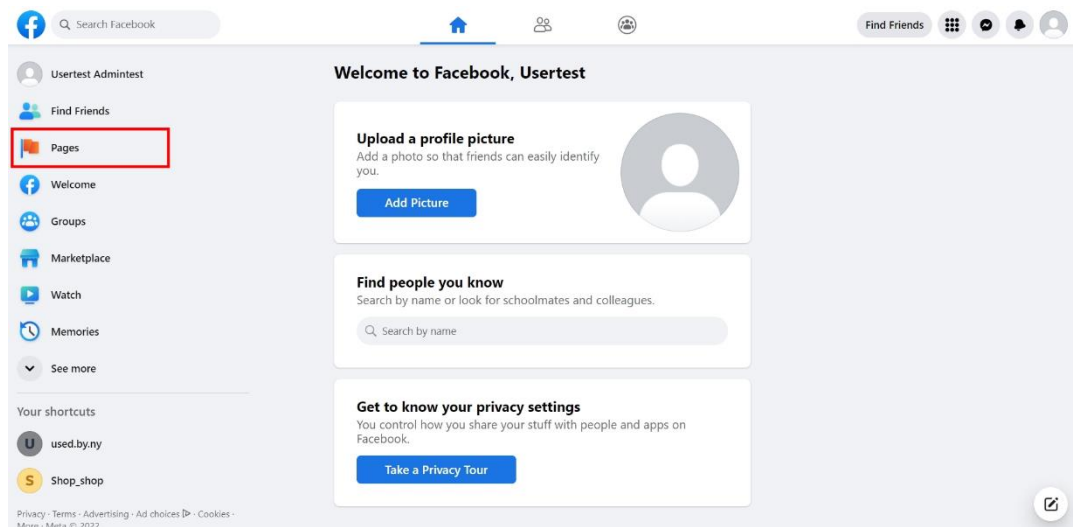 Search Facebook
Find Friends
Usertest Admintest
Find Friends
Pages
Welcome
Groups
Marketplace
Watch
Memories
See more
Your shortcuts
U used.by.ny
S Shop_shop
Privacy · Terms · Advertising · Ad choices · Cookies ·
More · Meta © 2022
Welcome to Facebook, Usertest
Upload a profile picture
Add a photo so that friends can easily identify
you.
Add Picture
Find people you know
Search by name or look for schoolmates and colleagues.
Search by name
Get to know your privacy settings
You control how you share your stuff with people and apps on
Facebook.
Take a Privacy Tour